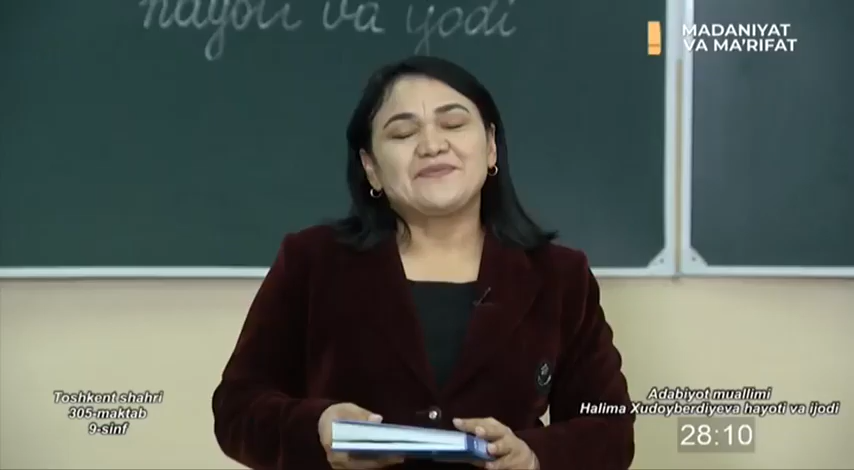 hayoti va ijodi
MADANIYAT
VA MA'RIFAT
Toshkent shahri
305-maktab
9-sinf
Adabiyot muallimi
Halima Xudoyberdiyeva hayoti va ijodi
28:10